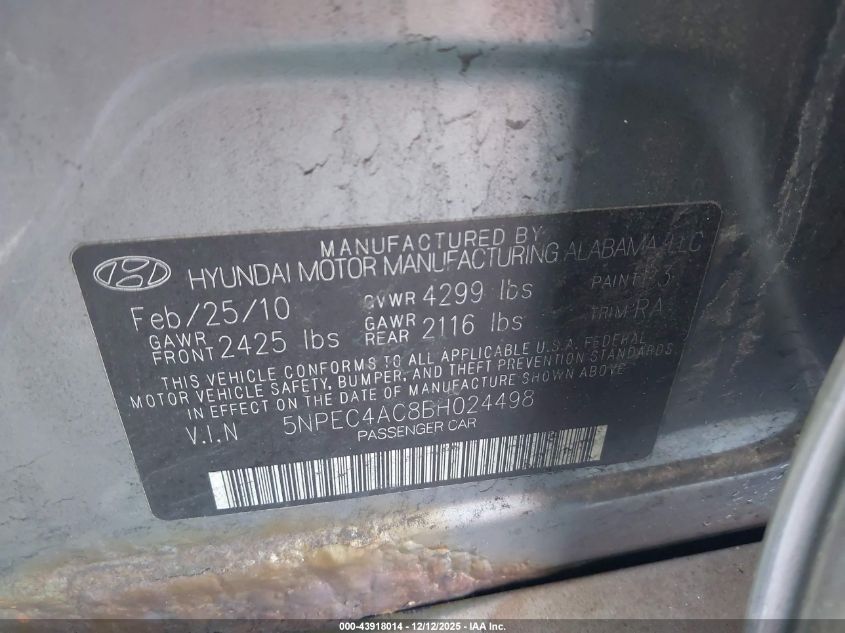 MANUFACTURED BY
HYUNDAI MOTOR MANUFACTURING ALABAMA, LLC
Feb/25/10 GVWR 4299 lbs PAINT: P3
GAWR FRONT 2425 lbs GAWR REAR 2116 lbs TRIM: RA
THIS VEHICLE CONFORMS TO ALL APPLICABLE U.S.A. FEDERAL
MOTOR VEHICLE SAFETY, BUMPER, AND THEFT PREVENTION STANDARDS
IN EFFECT ON THE DATE OF MANUFACTURE SHOWN ABOVE
V.I.N 5NPEC4AC8BH024498
PASSENGER CAR
000-43918014 - 12/12/2025 - IAA Inc.